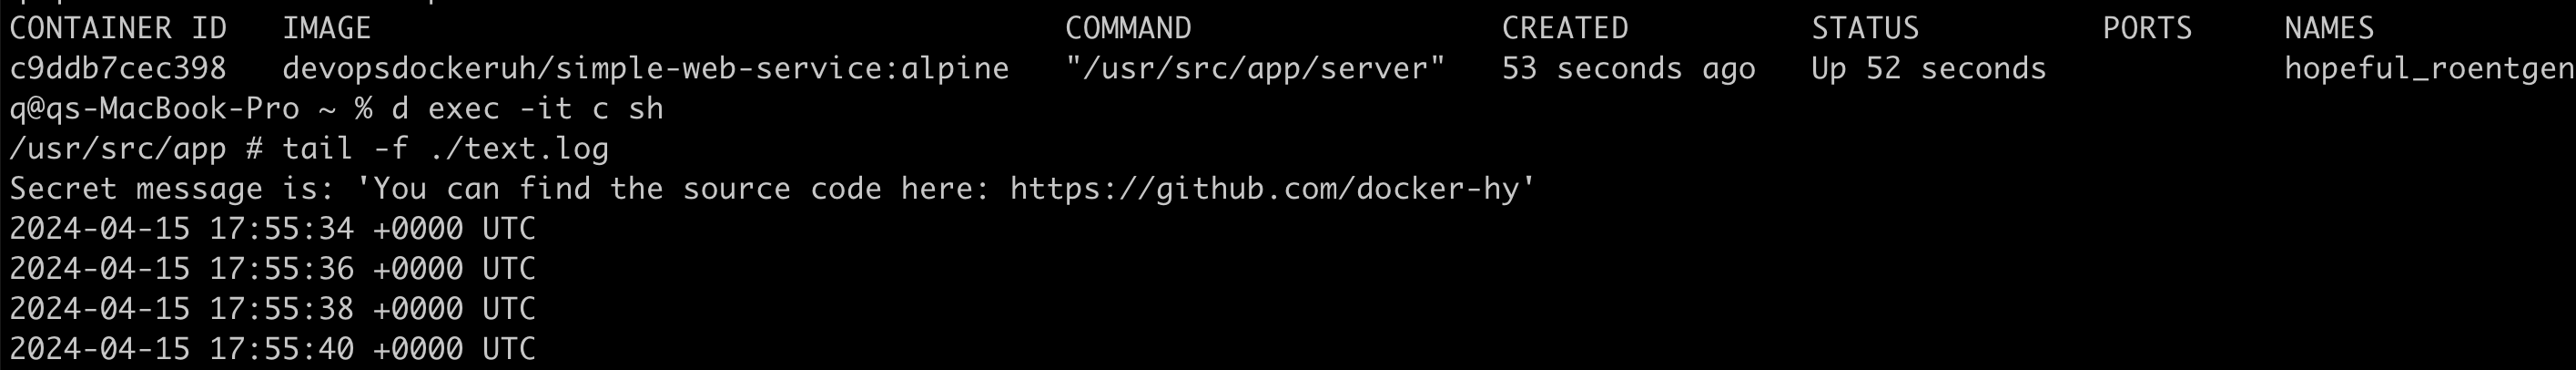 CONTAINER ID   IMAGE                                   COMMAND                 CREATED          STATUS          PORTS     NAMES
c9ddb7cec398   devopsdockeruh/simple-web-service:alpine   "/usr/src/app/server"   53 seconds ago   Up 52 seconds             hopeful_roentgen
q@qs-MacBook-Pro ~ % d exec -it c sh
/usr/src/app # tail -f ./text.log
Secret message is: 'You can find the source code here: https://github.com/docker-hy'
2024-04-15 17:55:34 +0000 UTC
2024-04-15 17:55:36 +0000 UTC
2024-04-15 17:55:38 +0000 UTC
2024-04-15 17:55:40 +0000 UTC